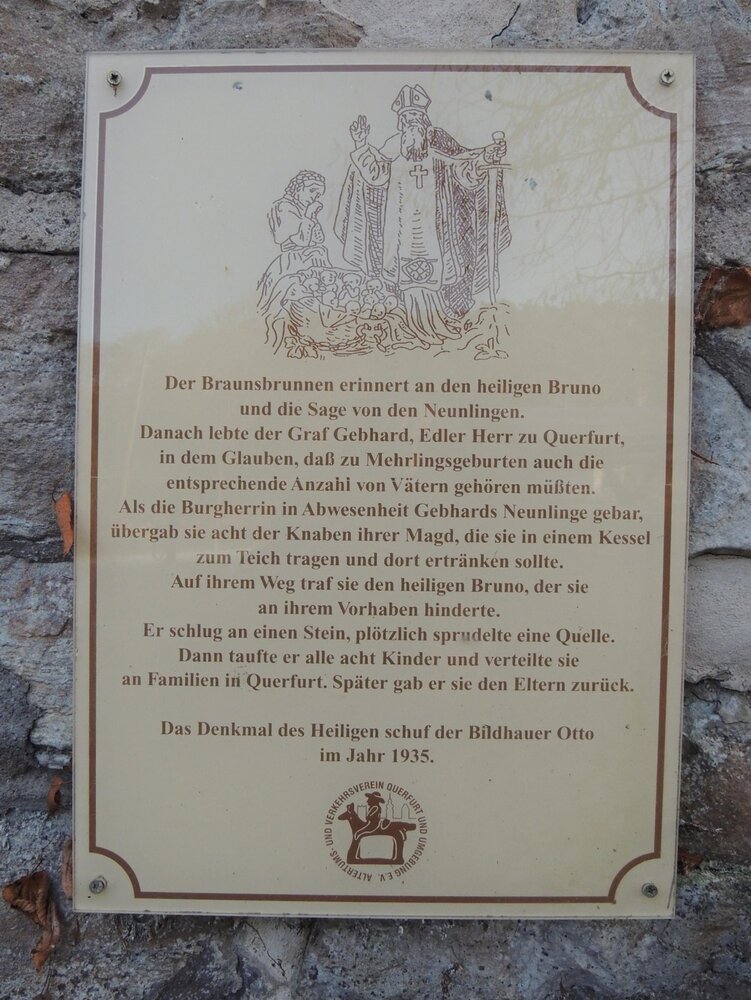 Der Braunsbrunnen erinnert an den heiligen Bruno
und die Sage von den Neunlingen.
Danach lebte der Graf Gebhard, Edler Herr zu Querfurt,
in dem Glauben, daß zu Mehrlingsgeburten auch die
entsprechende Anzahl von Vätern gehören müßten.
Als die Burgherrin in Abwesenheit Gebhards Neunlinge gebar,
übergab sie acht der Knaben ihrer Magd, die sie in einem Kessel
zum Teich tragen und dort ertränken sollte.
Auf ihrem Weg traf sie den heiligen Bruno, der sie
an ihrem Vorhaben hinderte.
Er schlug an einen Stein, plötzlich sprudelte eine Quelle.
Dann taufte er alle acht Kinder und verteilte sie
an Familien in Querfurt. Später gab er sie den Eltern zurück.
Das Denkmal des Heiligen schuf der Bildhauer Otto
im Jahr 1935.
ALTERTUMS- UND VERKEHRSVEREIN QUERFURT UND UMGEBUNG E.V.